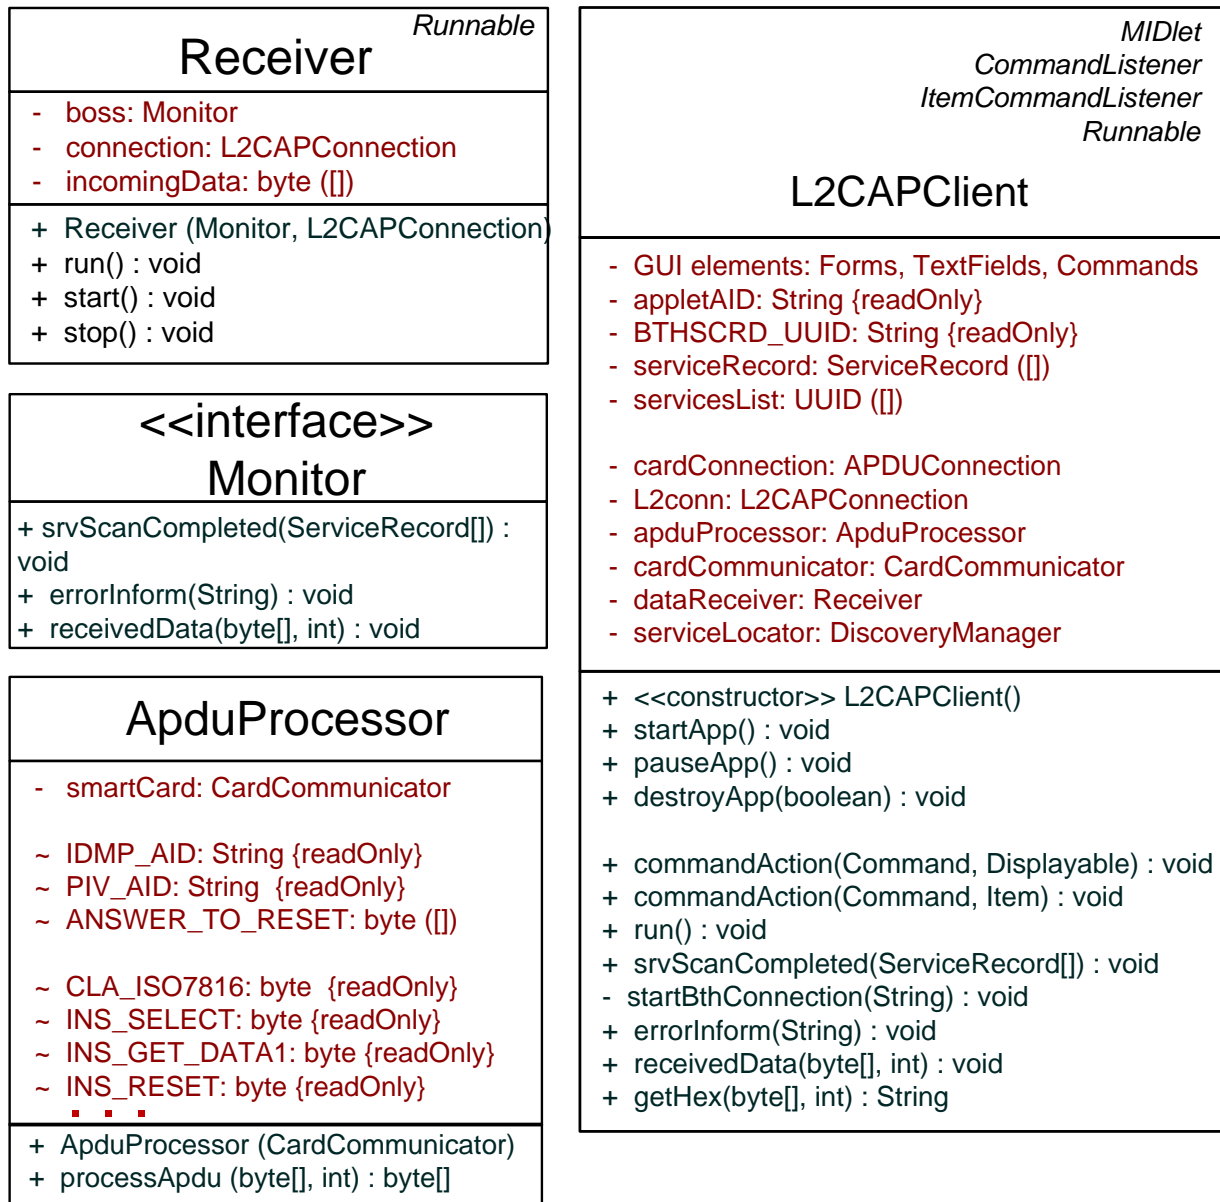 Runnable
Receiver
- boss: Monitor
- connection: L2CAPConnection
- incomingData: byte ([])
+ Receiver (Monitor, L2CAPConnection)
+ run() : void
+ start() : void
+ stop() : void
<<interface>>
Monitor
+ srvScanCompleted(ServiceRecord[]) :
void
+ errorInform(String) : void
+ receivedData(byte[], int) : void
ApduProcessor
- smartCard: CardCommunicator
~ IDMP_AID: String {readOnly}
~ PIV_AID: String {readOnly}
~ ANSWER_TO_RESET: byte ([])
~ CLA_ISO7816: byte {readOnly}
~ INS_SELECT: byte {readOnly}
~ INS_GET_DATA1: byte {readOnly}
~ INS_RESET: byte {readOnly}
. . .
+ ApduProcessor (CardCommunicator)
+ processApdu (byte[], int) : byte[]
MIDlet
CommandListener
ItemCommandListener
Runnable
L2CAPClient
- GUI elements: Forms, TextFields, Commands
- appletAID: String {readOnly}
- BTHSCRD_UUID: String {readOnly}
- serviceRecord: ServiceRecord ([])
- servicesList: UUID ([])
- cardConnection: APDUConnection
- L2conn: L2CAPConnection
- apduProcessor: ApduProcessor
- cardCommunicator: CardCommunicator
- dataReceiver: Receiver
- serviceLocator: DiscoveryManager
+ <<constructor>> L2CAPClient()
+ startApp() : void
+ pauseApp() : void
+ destroyApp(boolean) : void
+ commandAction(Command, Displayable) : void
+ commandAction(Command, Item) : void
+ run() : void
+ srvScanCompleted(ServiceRecord[]) : void
- startBthConnection(String) : void
+ errorInform(String) : void
+ receivedData(byte[], int) : void
+ getHex(byte[], int) : String